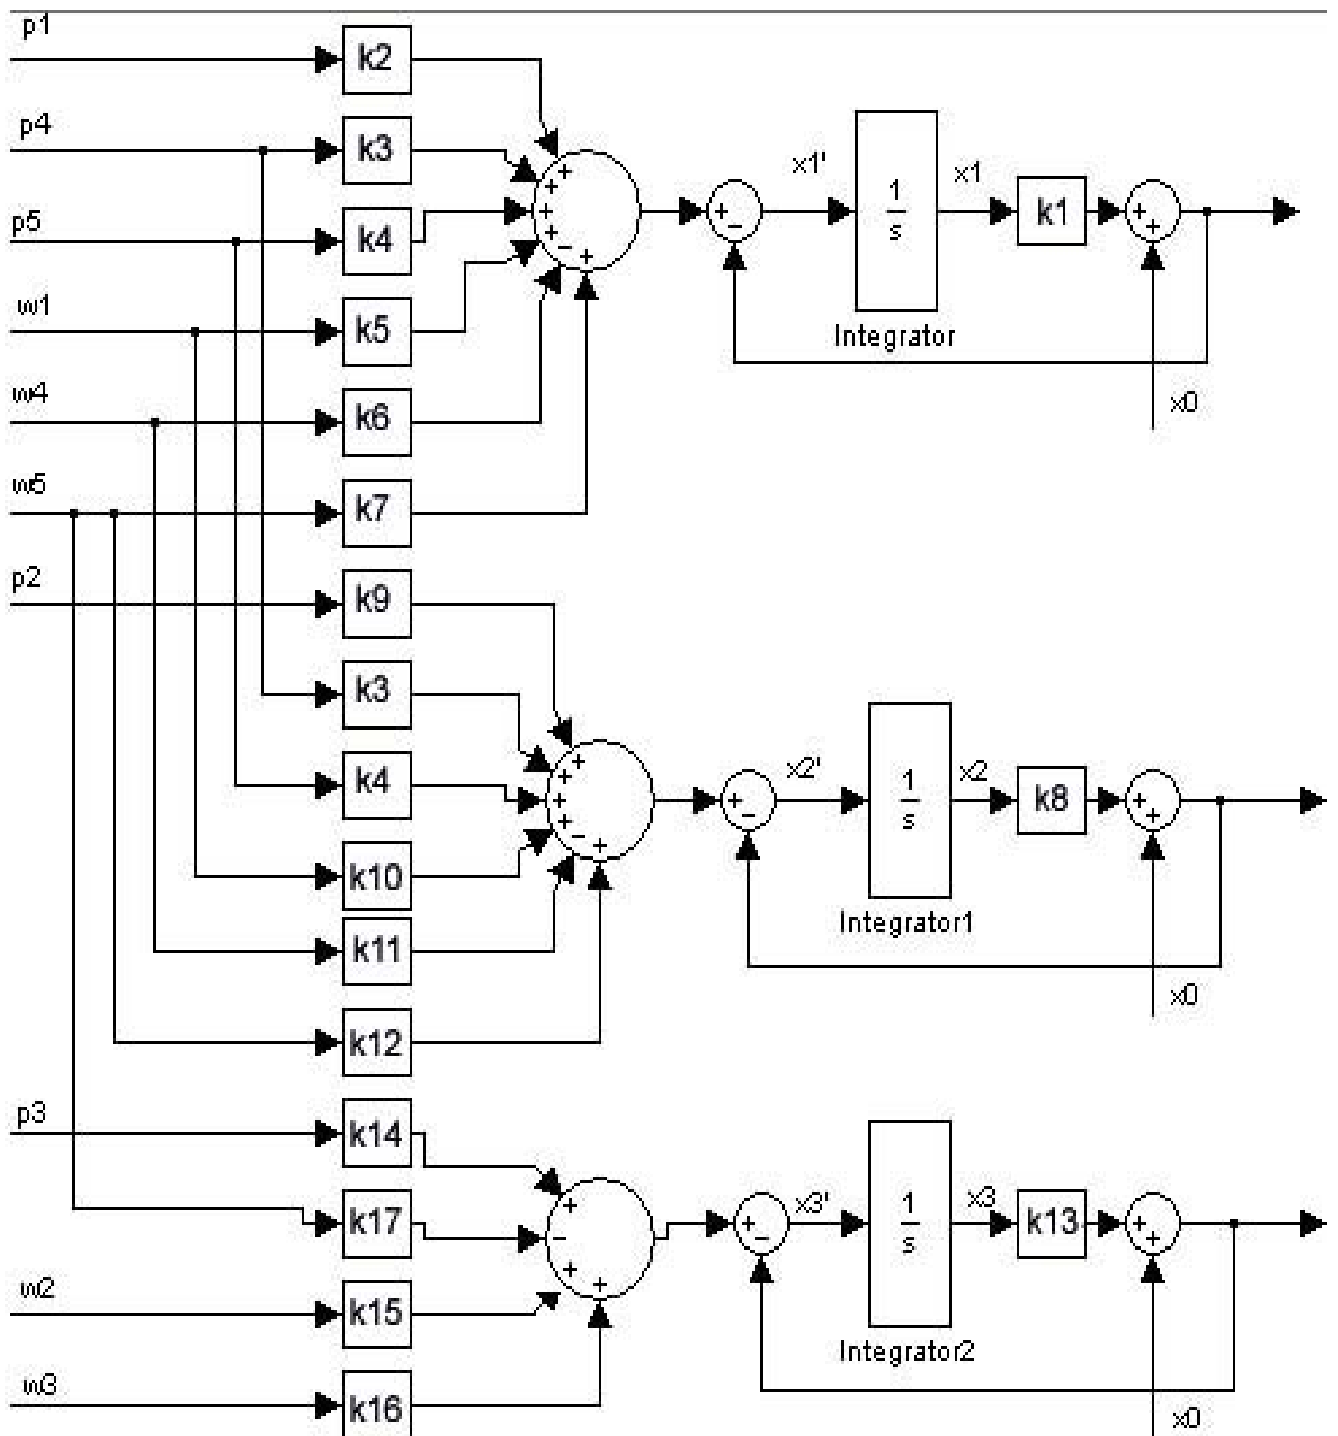 p1
k2
p4
k3
p5
k4
w1
k5
w4
k6
w5
k7
+
+
+
+
−
+
+
−
x1'
1
s
Integrator
x1
k1
+
+
x0
p2
k9
k3
k4
k10
k11
k12
+
+
+
+
−
+
+
−
x2'
1
s
Integrator1
x2
k8
+
+
x0
p3
k14
k17
w2
k15
w3
k16
+
−
+
+
+
−
x3'
1
s
Integrator2
x3
k13
+
+
x0